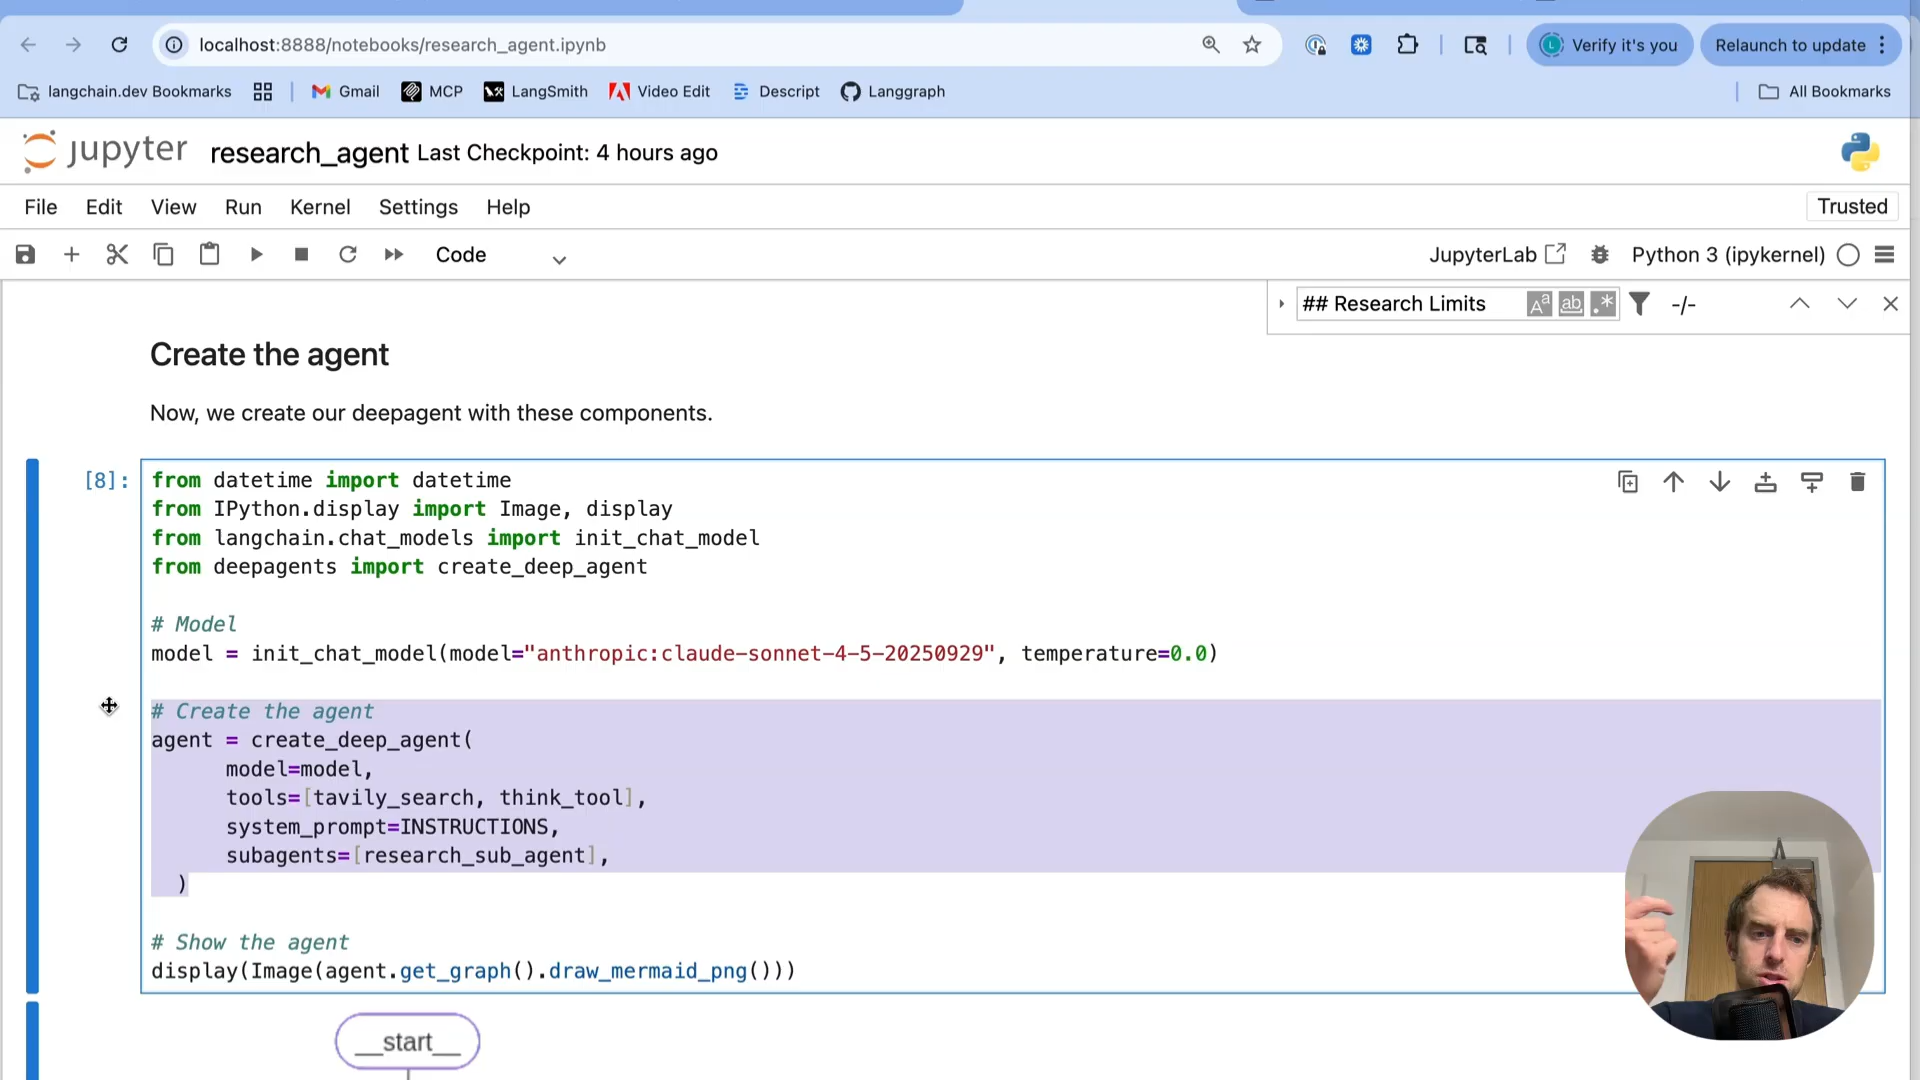 localhost:8888/notebooks/research_agent.ipynb
Verify it's you
Relaunch to update
langchain.dev Bookmarks
Gmail
MCP
LangSmith
Video Edit
Descript
Langgraph
All Bookmarks
jupyter
research_agent Last Checkpoint: 4 hours ago
File Edit View Run Kernel Settings Help
Trusted
Code
JupyterLab
Python 3 (ipykernel)
## Research Limits
-/-
Create the agent
Now, we create our deepagent with these components.
[8]:
from datetime import datetime
from IPython.display import Image, display
from langchain.chat_models import init_chat_model
from deepagents import create_deep_agent
# Model
model = init_chat_model(model="anthropic:claude-sonnet-4-5-20250929", temperature=0.0)
# Create the agent
agent = create_deep_agent(
model=model,
tools=[tavily_search, think_tool],
system_prompt=INSTRUCTIONS,
subagents=[research_sub_agent],
)
# Show the agent
display(Image(agent.get_graph().draw_mermaid_png()))
__start__